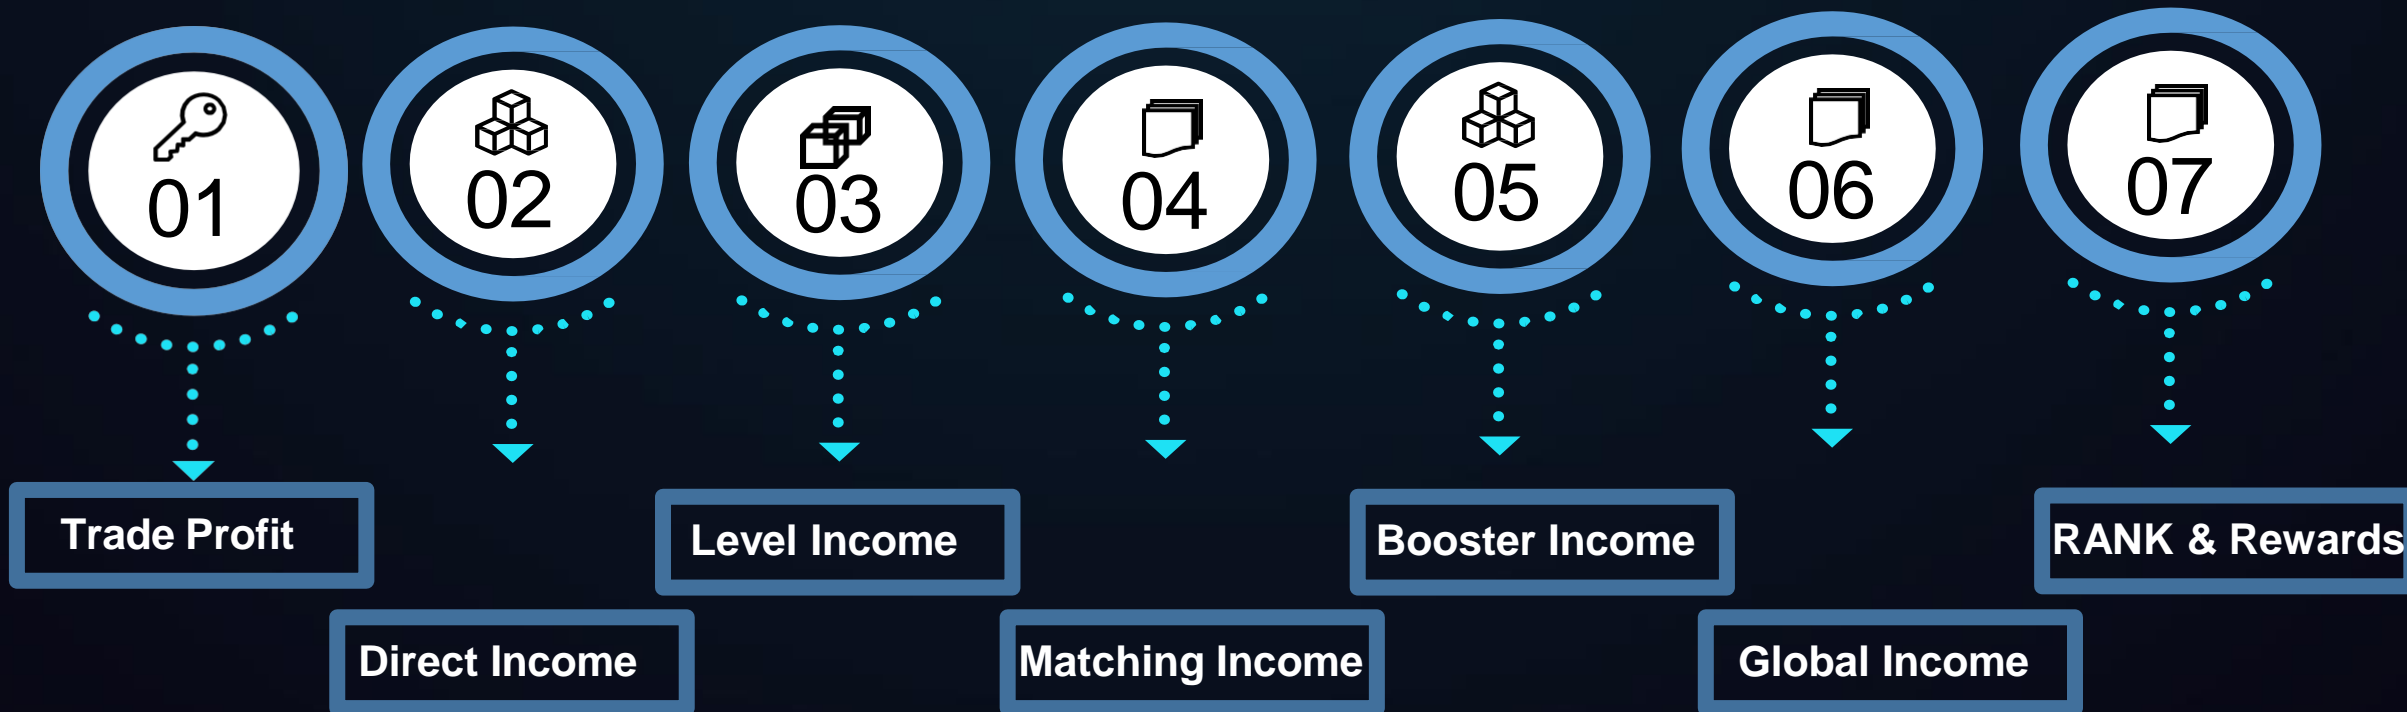 01
02
03
04
05
06
07
Trade Profit
Level Income
Booster Income
RANK & Rewards
Direct Income
Matching Income
Global Income